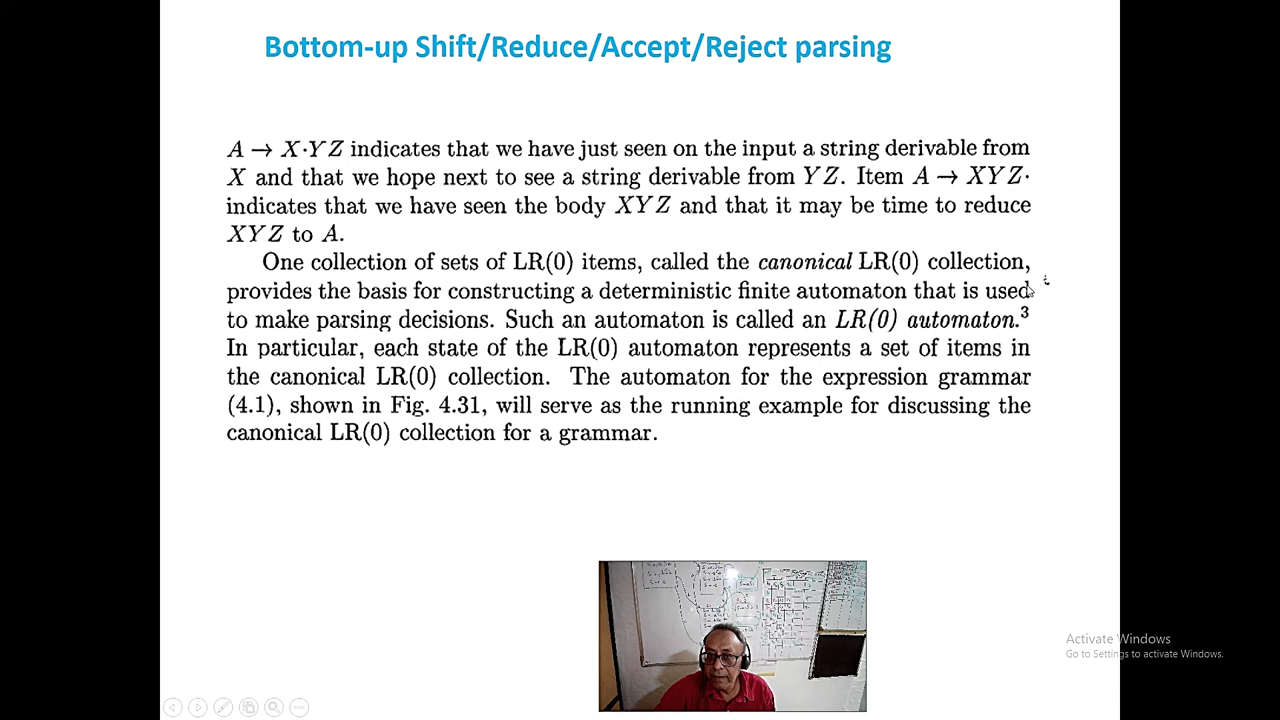 Bottom-up Shift/Reduce/Accept/Reject parsing
A → X·YZ indicates that we have just seen on the input a string derivable from
X and that we hope next to see a string derivable from YZ. Item A → XYZ·
indicates that we have seen the body XYZ and that it may be time to reduce
XYZ to A.
One collection of sets of LR(0) items, called the canonical LR(0) collection,
provides the basis for constructing a deterministic finite automaton that is used
to make parsing decisions. Such an automaton is called an LR(0) automaton.³
In particular, each state of the LR(0) automaton represents a set of items in
the canonical LR(0) collection. The automaton for the expression grammar
(4.1), shown in Fig. 4.31, will serve as the running example for discussing the
canonical LR(0) collection for a grammar.
Activate Windows
Go to Settings to activate Windows.